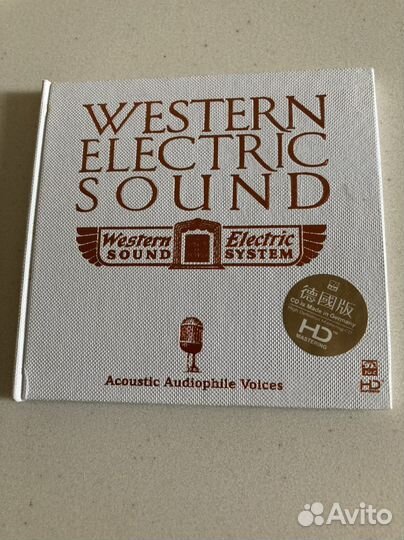 WESTERN
ELECTRIC
SOUND
Western Electric
SOUND SYSTEM
德國版
CD is Made in Germany
HD™
MASTERING
Acoustic Audiophile Voices
HD
Avito